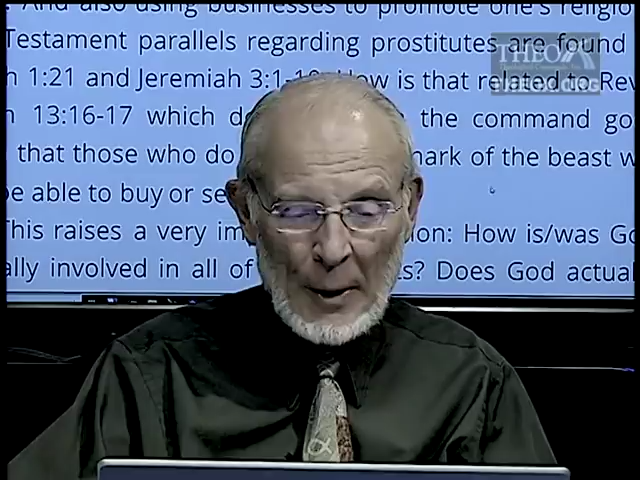 And also using businesses to promote one's religio
Testament parallels regarding prostitutes are found
n 1:21 and Jeremiah 3:1-10. How is that related to Rev
n 13:16-17 which d the command go
that those who do mark of the beast w
be able to buy or se
This raises a very im ion: How is/was Go
ally involved in all of s? Does God actual
THEO